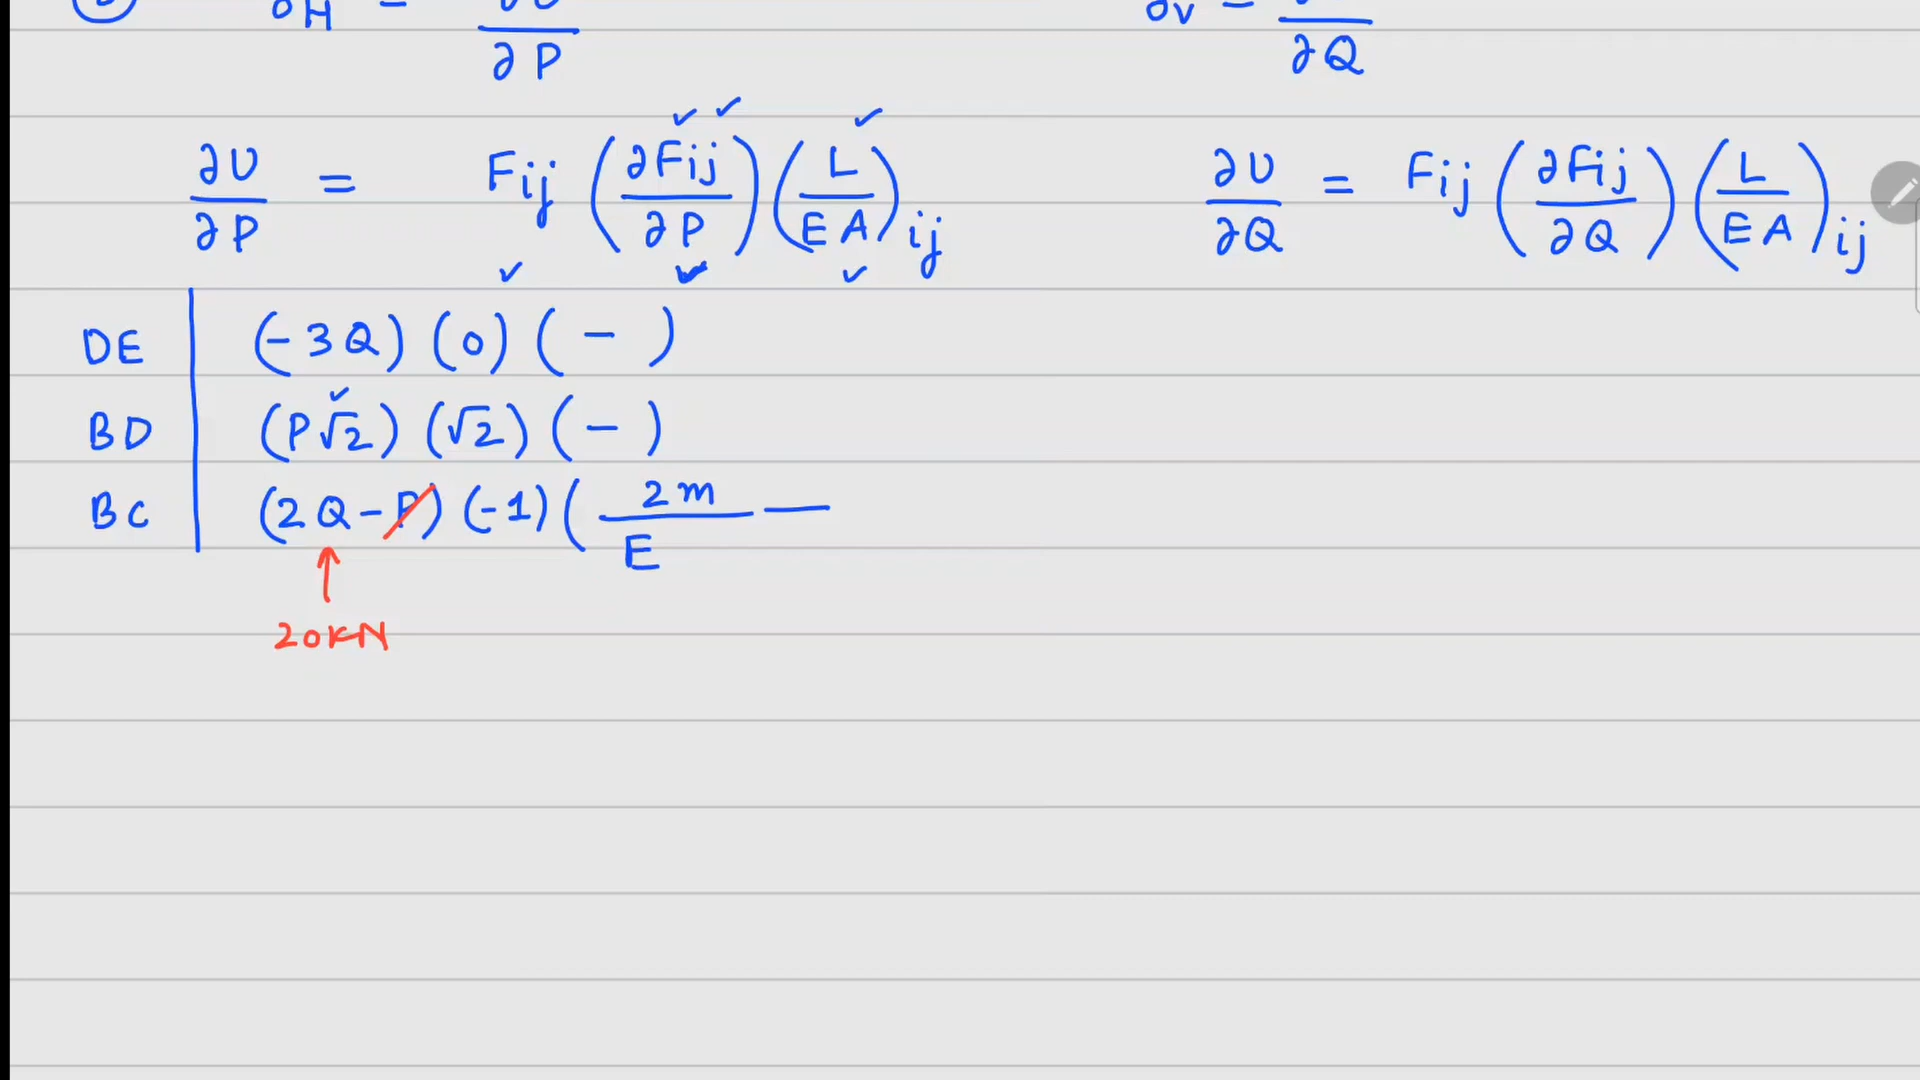 δH = ∂U/∂P δV = /∂Q
∂U/∂P = Fij (∂Fij/∂P) (L/EA)ij ∂U/∂Q = Fij (∂Fij/∂Q) (L/EA)ij
DE (-3Q) (0) ( - )
BD (P√2) (√2) ( - )
BC (2Q-P) (-1) ( 2m/E
20KN